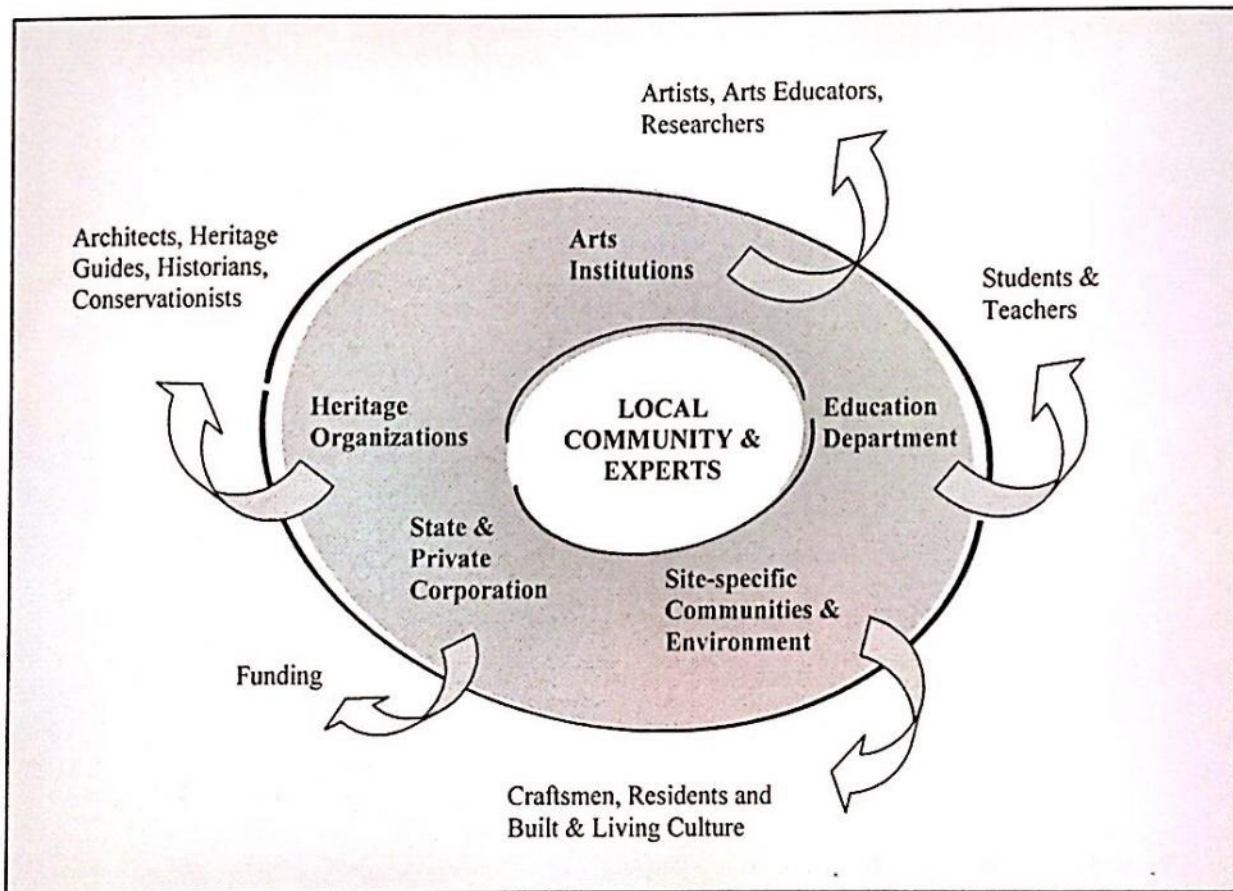 Artists, Arts Educators,
Researchers
Architects, Heritage
Guides, Historians,
Conservationists
Arts
Institutions
Students &
Teachers
Heritage
Organizations
LOCAL
COMMUNITY &
EXPERTS
Education
Department
State &
Private
Corporation
Site-specific
Communities &
Environment
Funding
Craftsmen, Residents and
Built & Living Culture